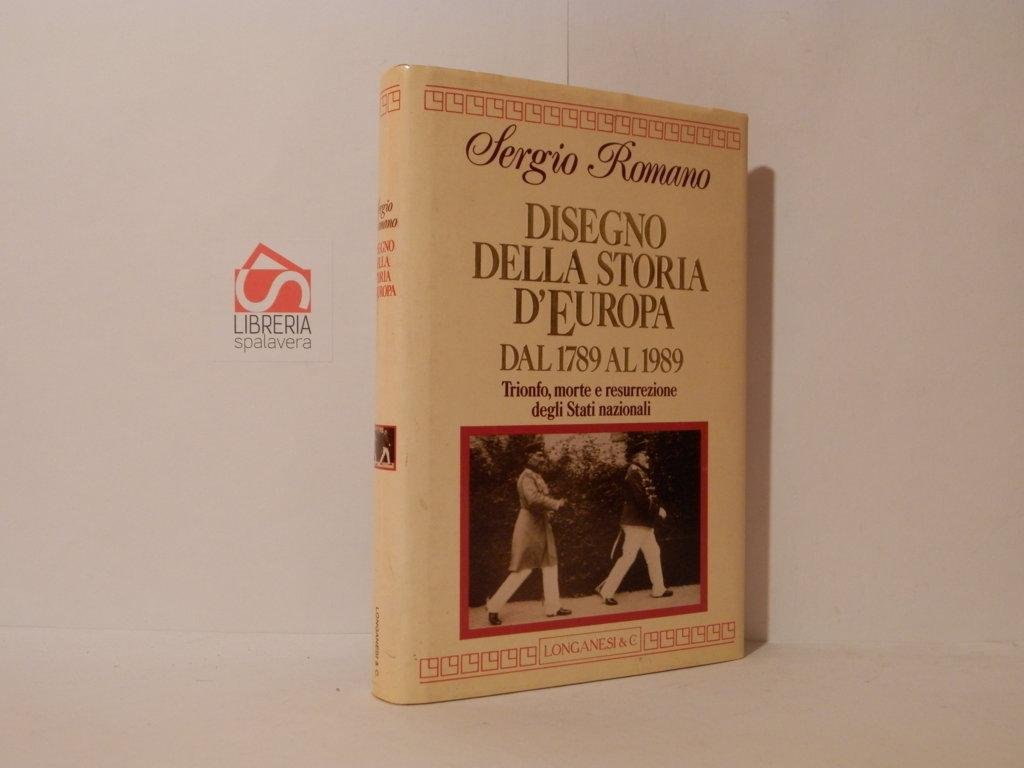 Sergio Romano
DISEGNO
DELLA STORIA
D'EUROPA
DAL 1789 AL 1989
Trionfo, morte e resurrezione
degli Stati nazionali
LONGANESI & C.
LONGANESI & C.
LIBRERIA
spalavera